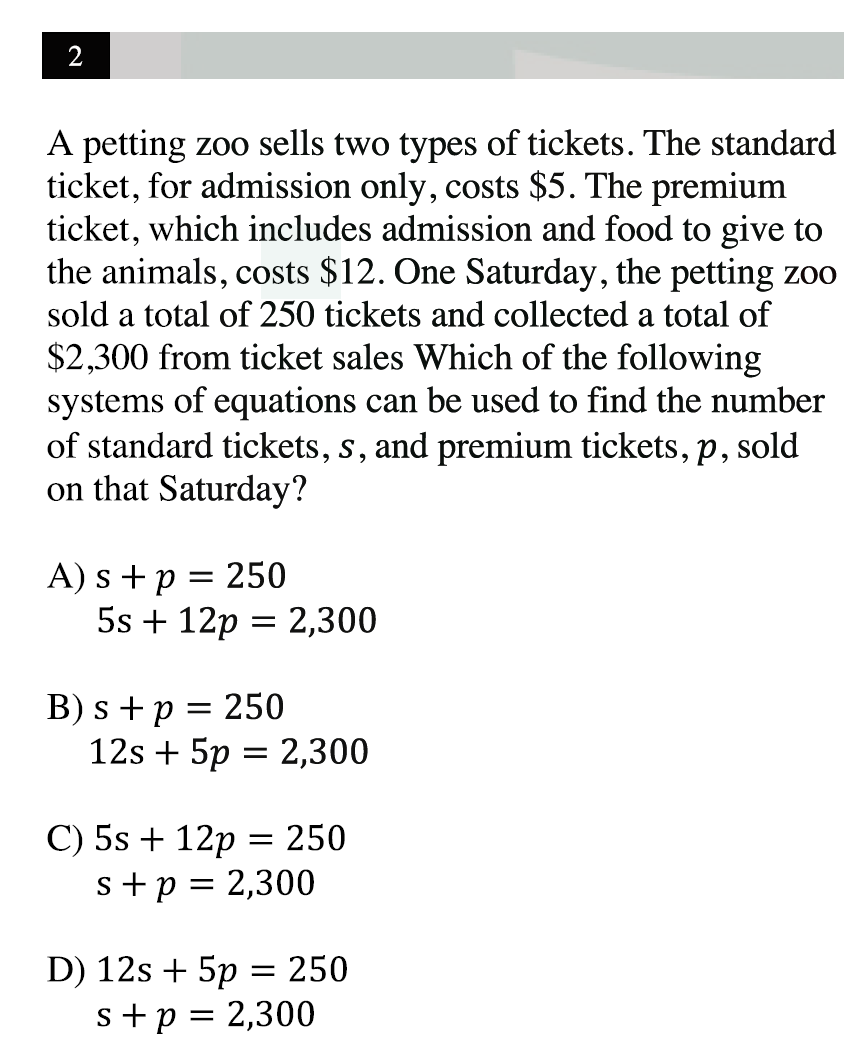 2
A petting zoo sells two types of tickets. The standard
ticket, for admission only, costs $5. The premium
ticket, which includes admission and food to give to
the animals, costs $12. One Saturday, the petting zoo
sold a total of 250 tickets and collected a total of
$2,300 from ticket sales Which of the following
systems of equations can be used to find the number
of standard tickets, s, and premium tickets, p, sold
on that Saturday?
A) s + p = 250
5s + 12p = 2,300
B) s + p = 250
12s + 5p = 2,300
C) 5s + 12p = 250
s + p = 2,300
D) 12s + 5p = 250
s + p = 2,300